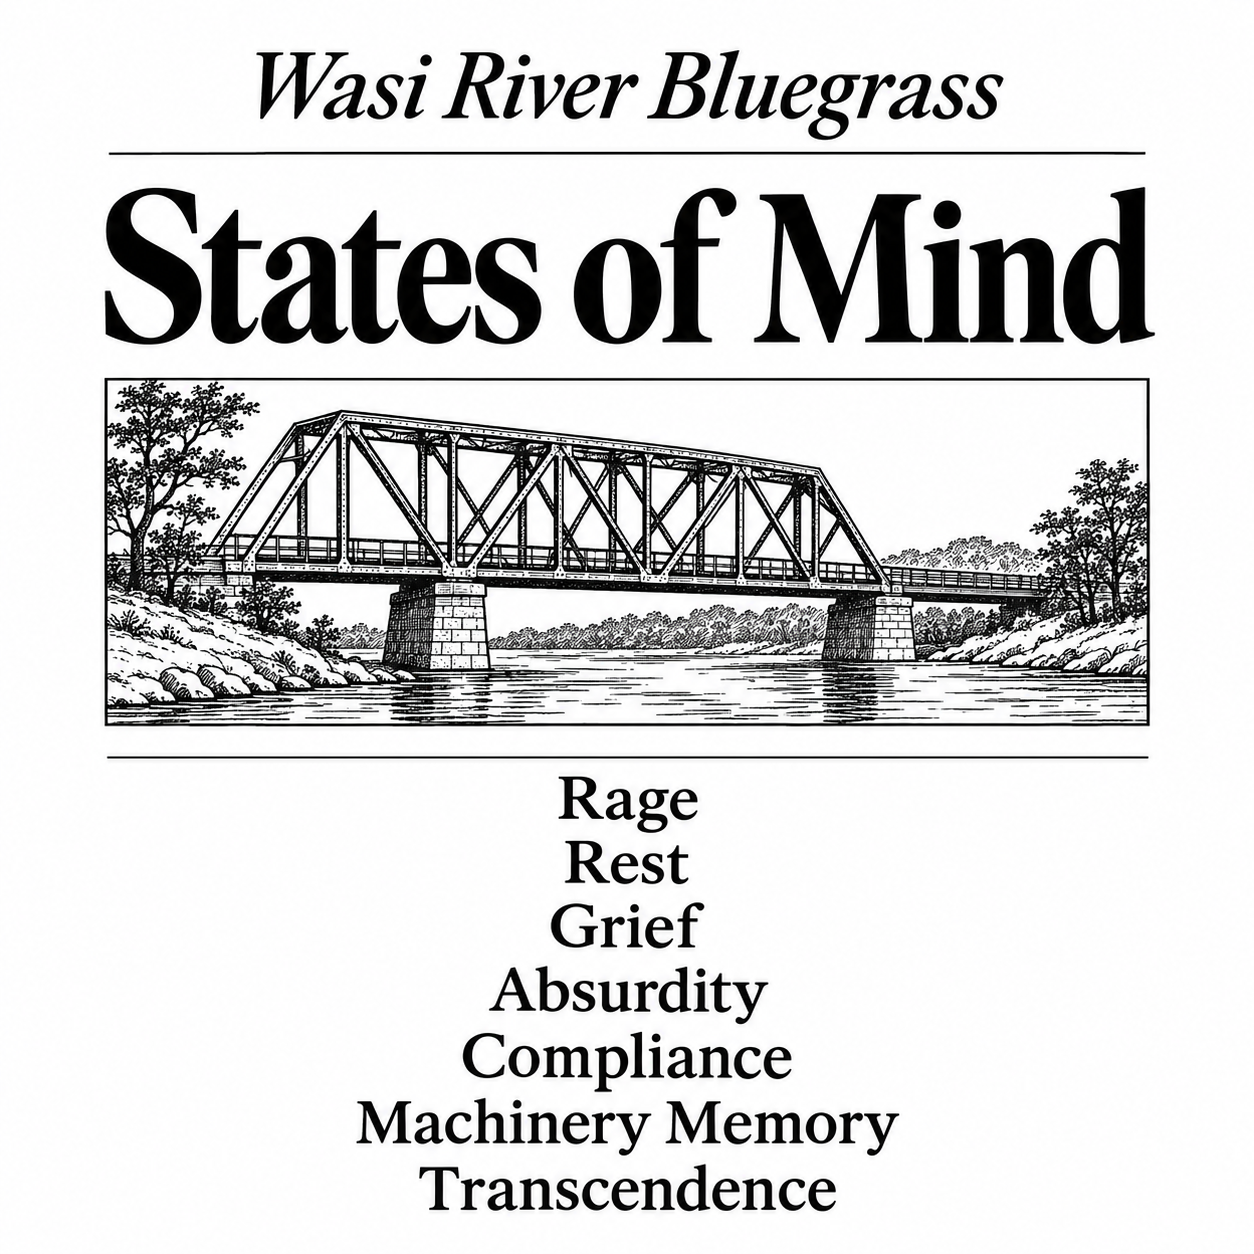 Wasi River Bluegrass
States of Mind
Rage
Rest
Grief
Absurdity
Compliance
Machinery Memory
Transcendence